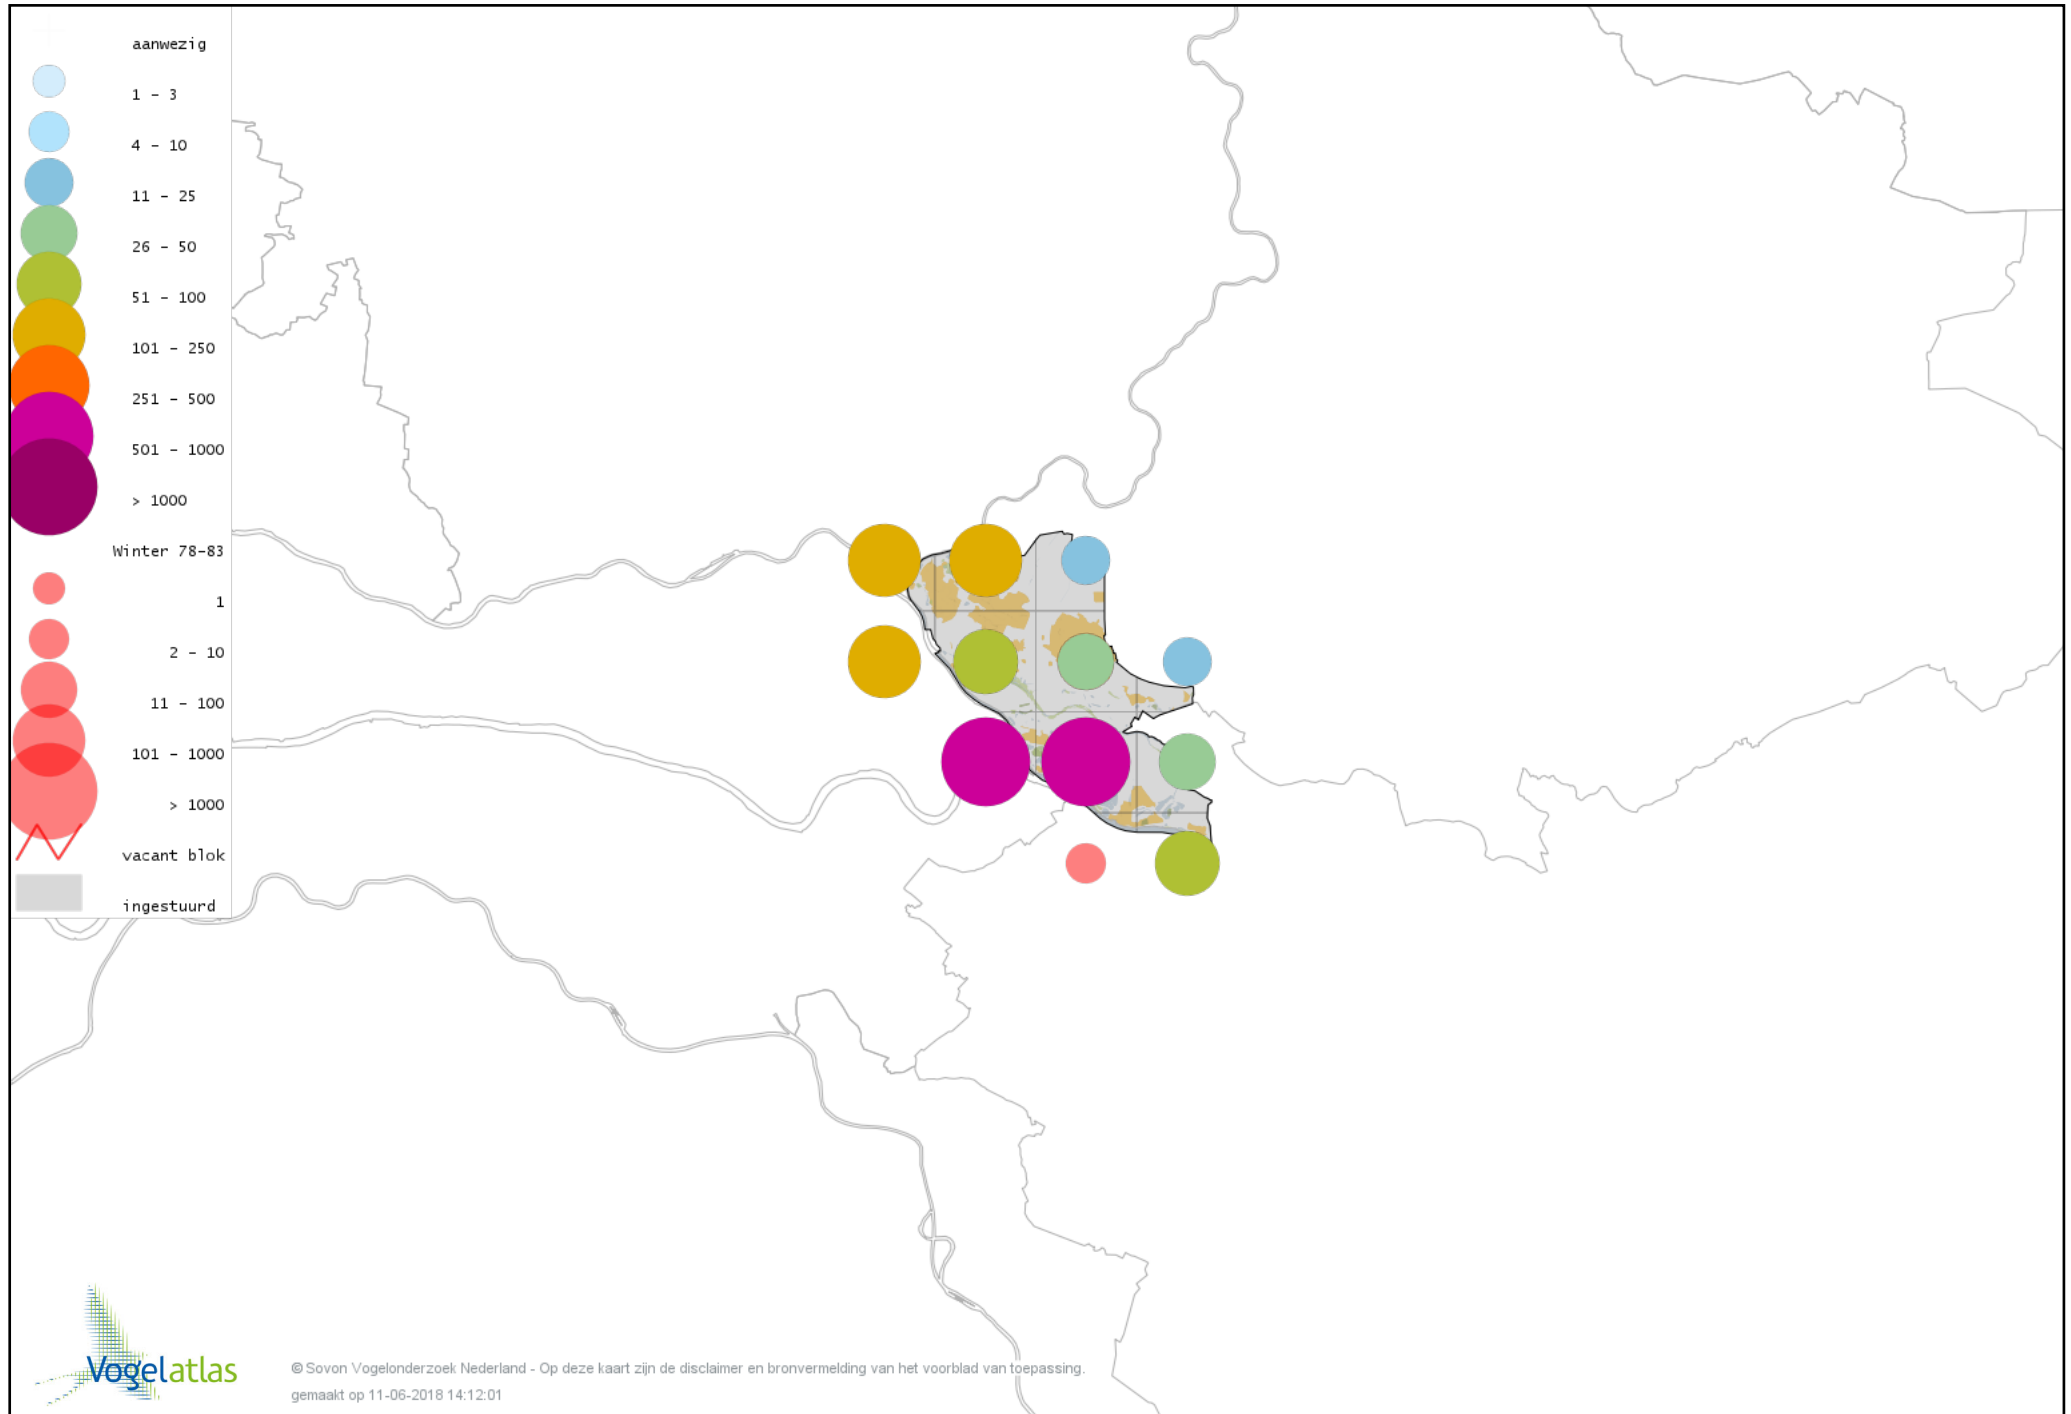 aanwezig
1 - 3
4 - 10
11 - 25
26 - 50
51 - 100
101 - 250
251 - 500
501 - 1000
> 1000
Winter 78-83
1
2 - 10
11 - 100
101 - 1000
> 1000
vacant blok
ingestuurd
Vogelatlas
© Sovon Vogelonderzoek Nederland - Op deze kaart zijn de disclaimer en bronvermelding van het voorblad van toepassing.
gemaakt op 11-06-2018 14:12:01